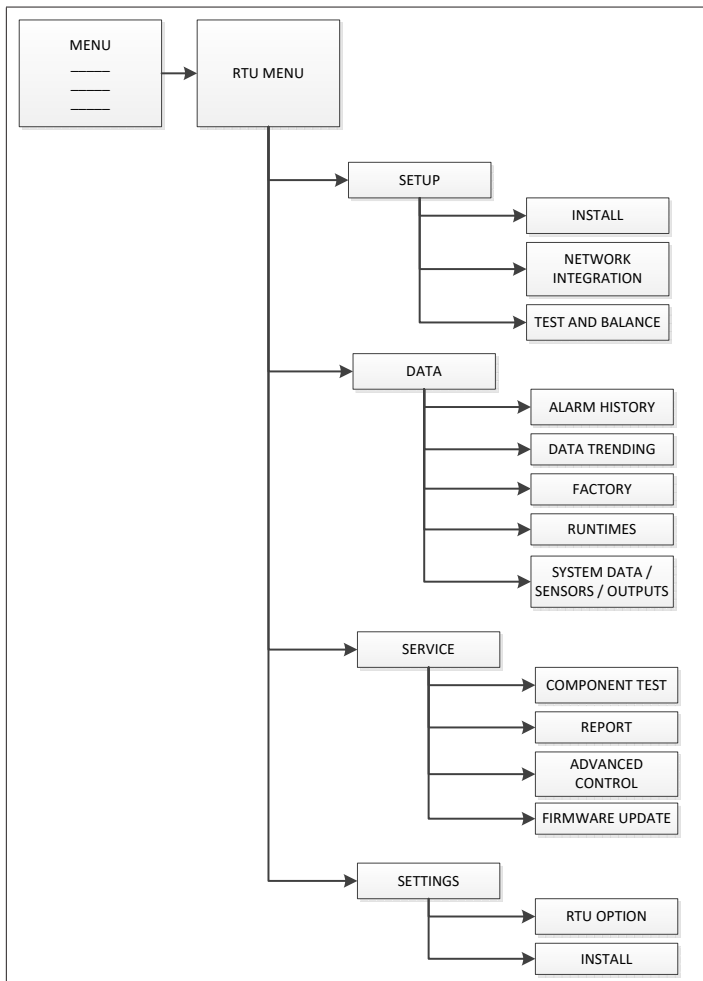 MENU
RTU MENU
SETUP
INSTALL
NETWORK
INTEGRATION
TEST AND BALANCE
DATA
ALARM HISTORY
DATA TRENDING
FACTORY
RUNTIMES
SYSTEM DATA /
SENSORS / OUTPUTS
SERVICE
COMPONENT TEST
REPORT
ADVANCED
CONTROL
FIRMWARE UPDATE
SETTINGS
RTU OPTION
INSTALL